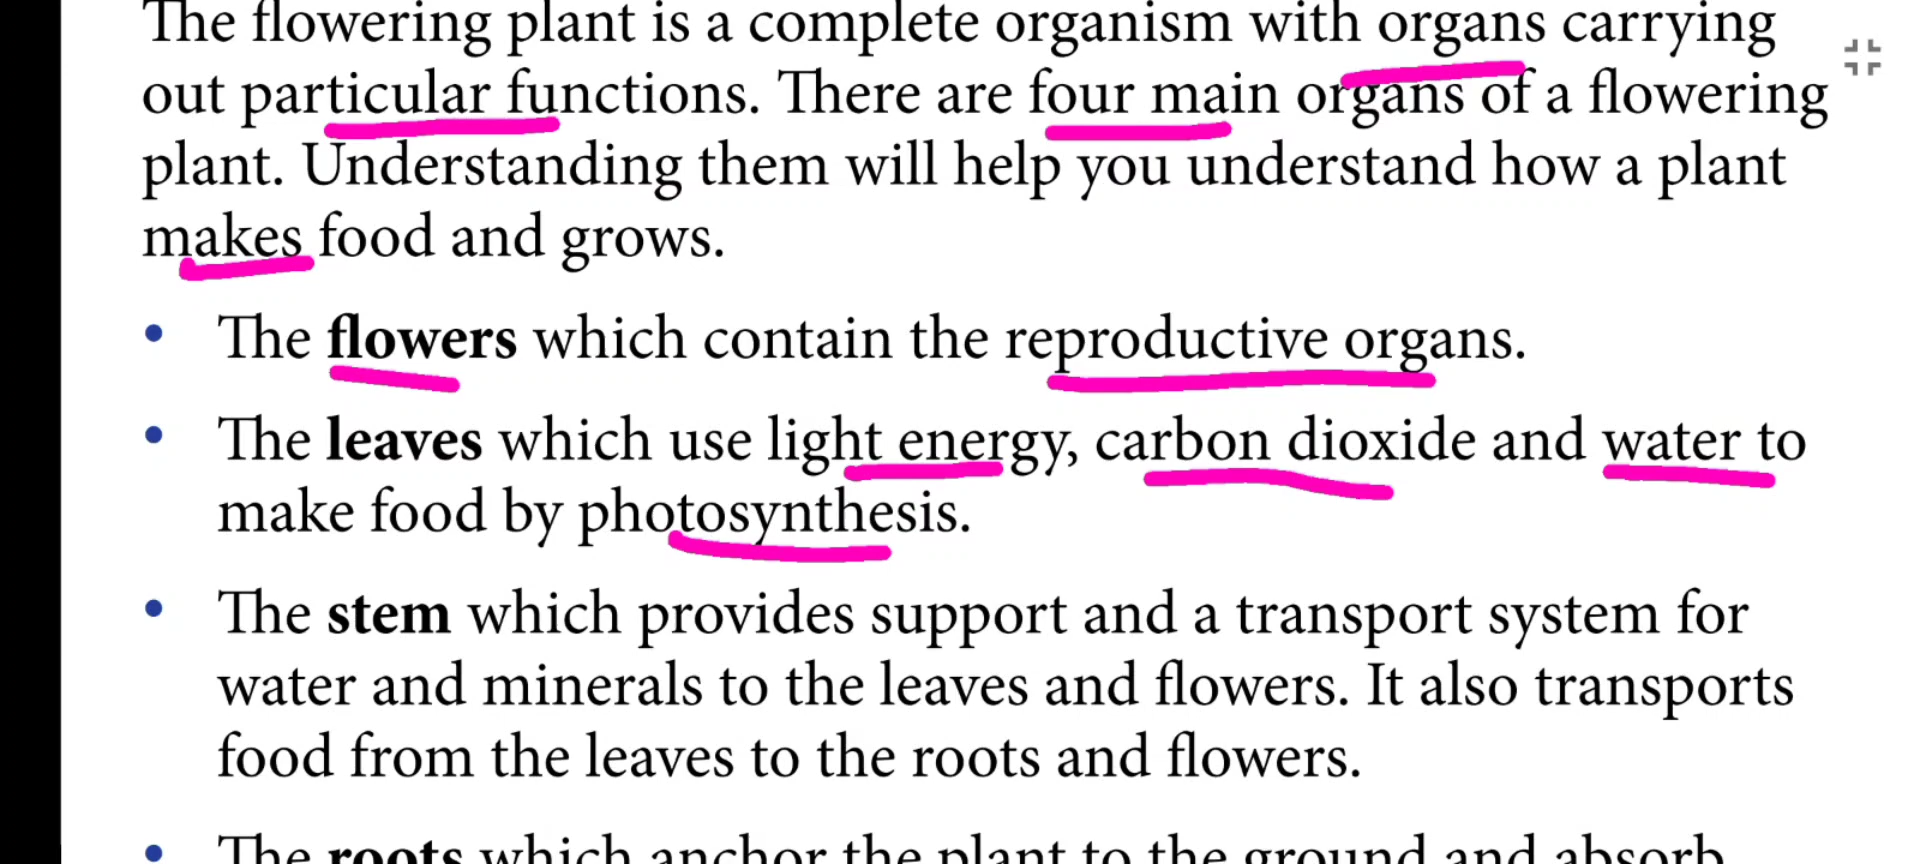 The flowering plant is a complete organism with organs carrying
out particular functions. There are four main organs of a flowering
plant. Understanding them will help you understand how a plant
makes food and grows.
• The flowers which contain the reproductive organs.
• The leaves which use light energy, carbon dioxide and water to
make food by photosynthesis.
• The stem which provides support and a transport system for
water and minerals to the leaves and flowers. It also transports
food from the leaves to the roots and flowers.
• The roots which anchor the plant to the ground and absorb